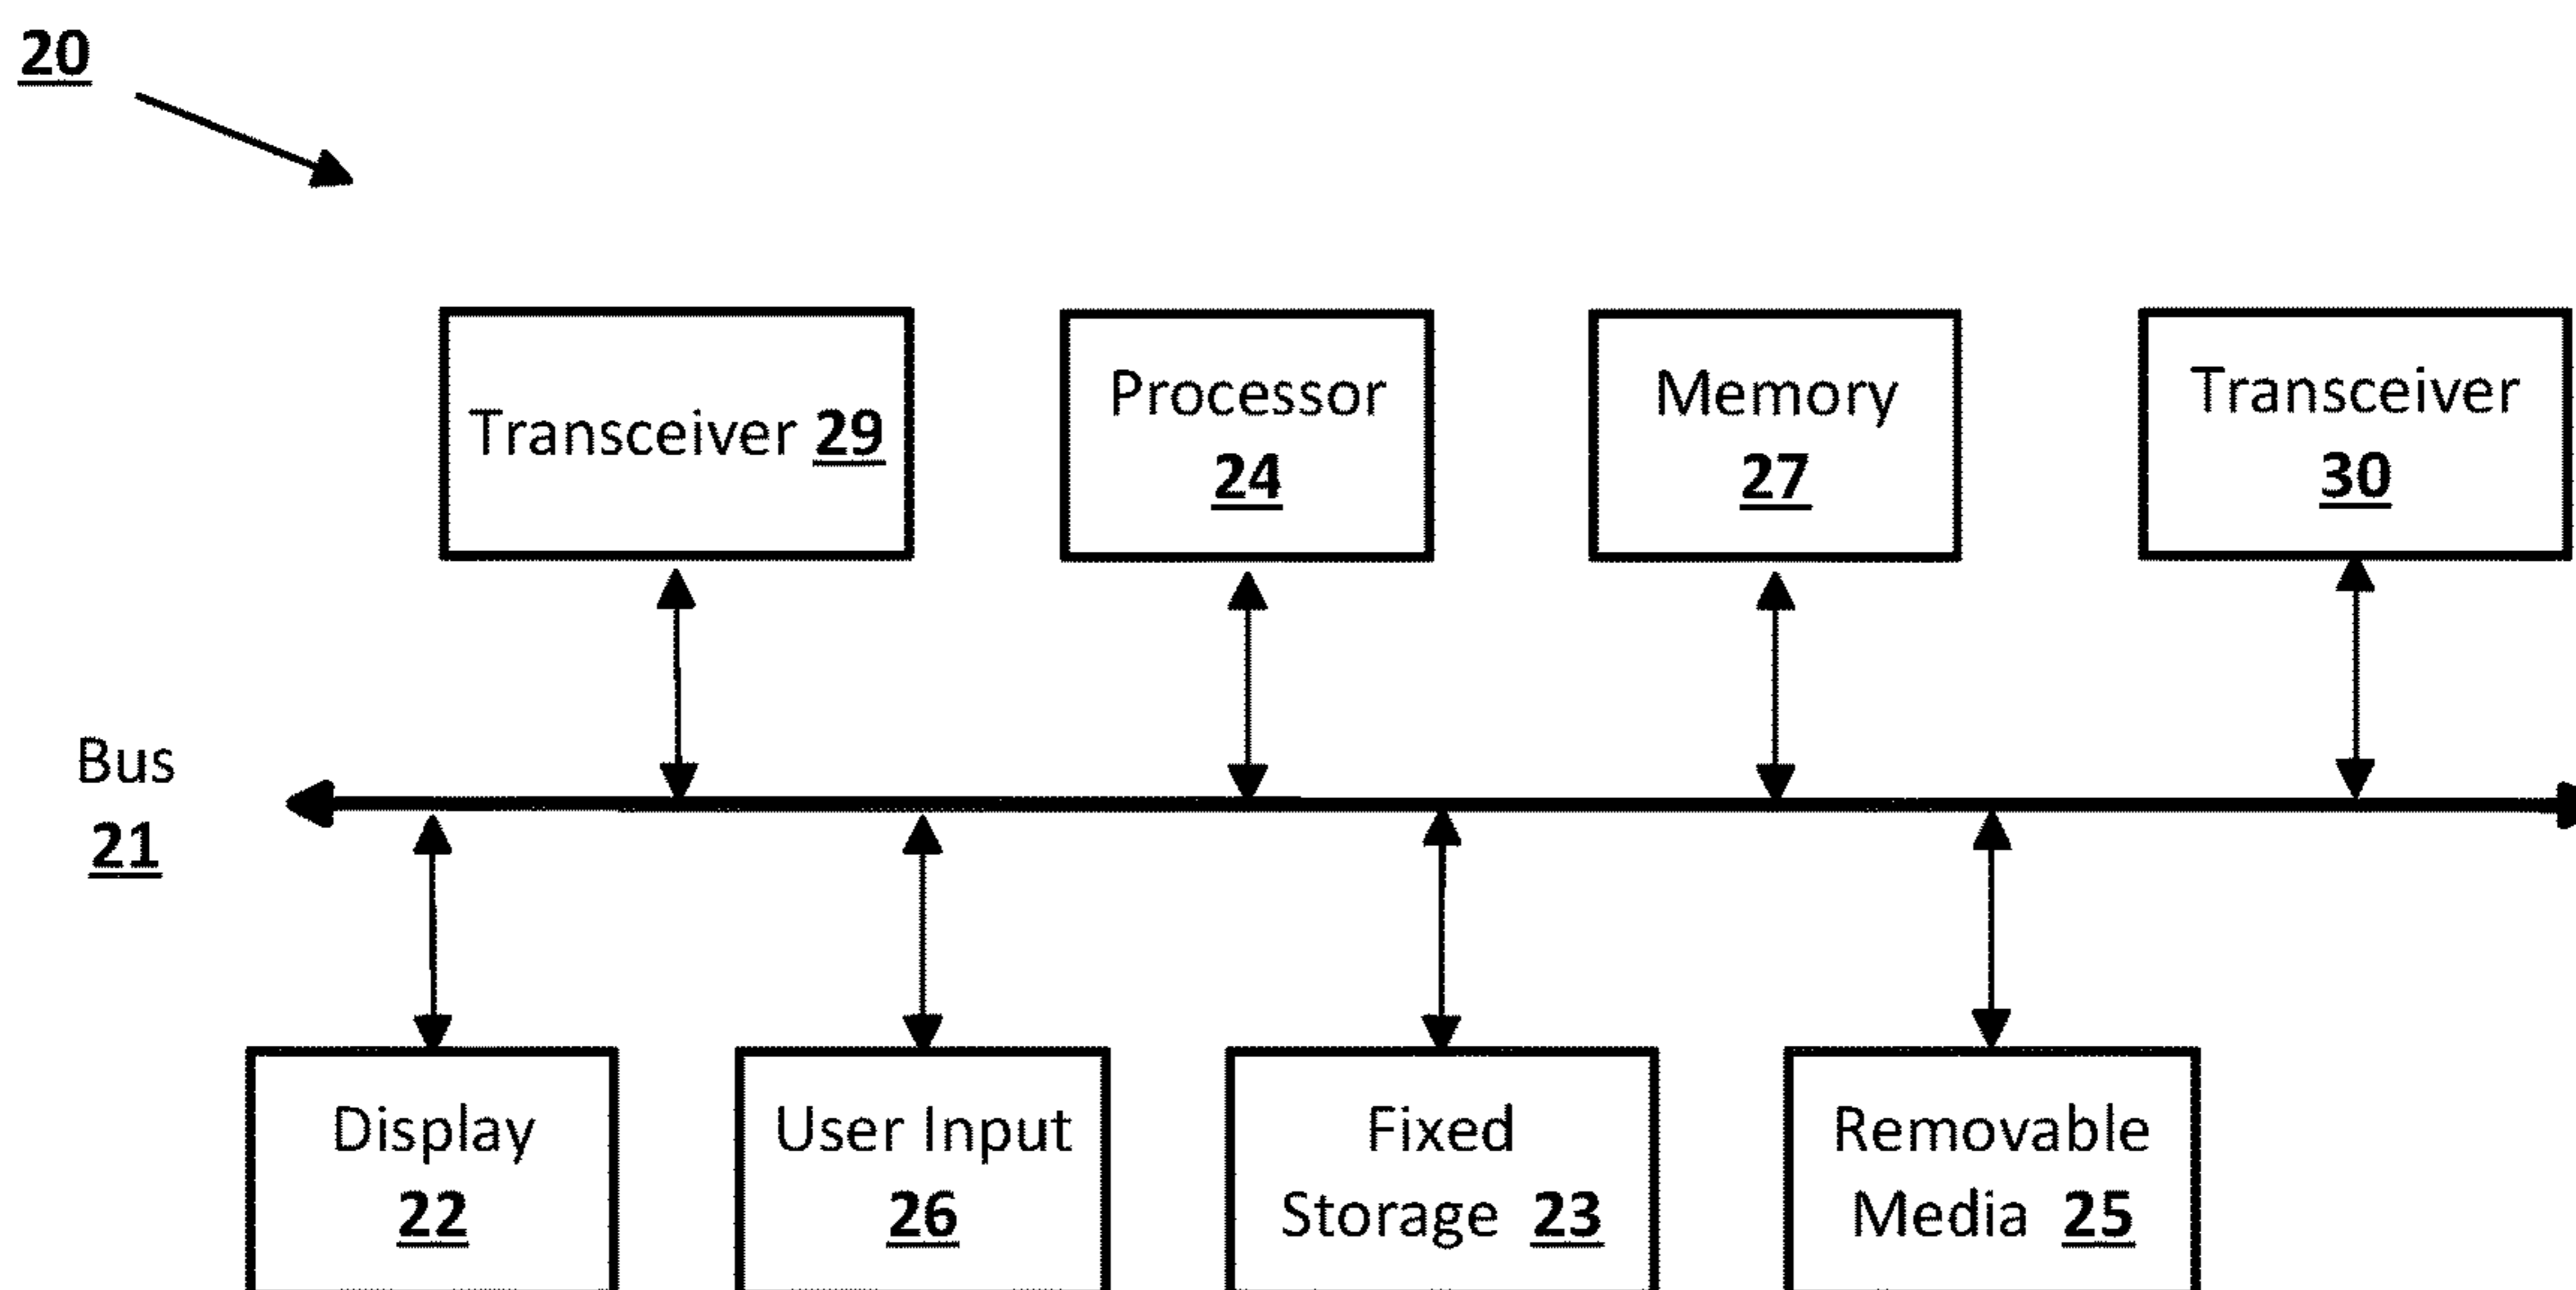 20
Transceiver 29
Processor
24
Memory
27
Transceiver
30
Bus
21
Display
22
User Input
26
Fixed
Storage 23
Removable
Media 25